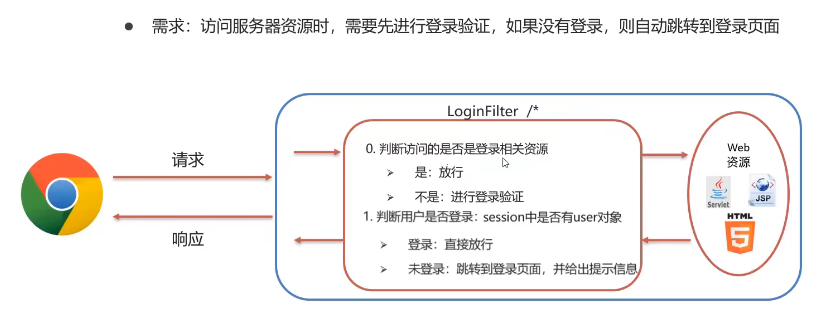 需求：访问服务器资源时，需要先进行登录验证，如果没有登录，则自动跳转到登录页面
LoginFilter /*
0. 判断访问的是否是登录相关资源
是：放行
不是：进行登录验证
1. 判断用户是否登录：session中是否有user对象
登录：直接放行
未登录：跳转到登录页面，并给出提示信息
请求
响应
Web
资源
Servlet
JSP
HTML
5